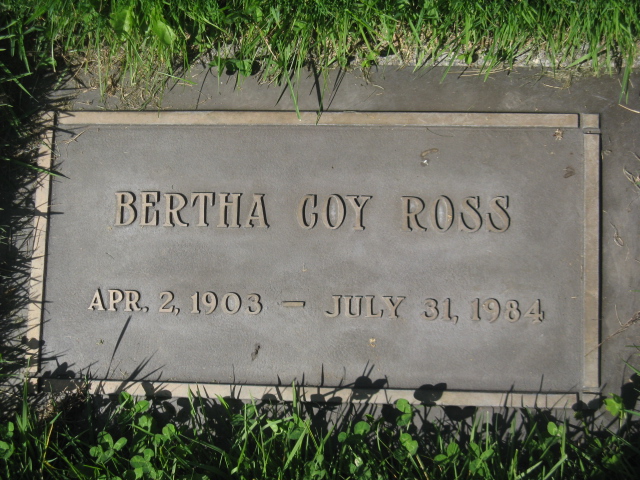 BERTHA GOY ROSS
APR. 2, 1903 — JULY 31, 1984